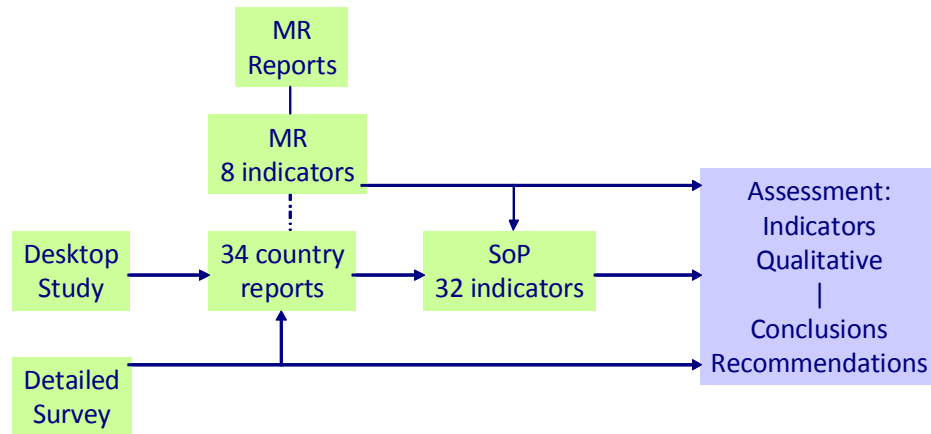 MR
Reports
MR
8 indicators
Desktop
Study
34 country
reports
SoP
32 indicators
Detailed
Survey
Assessment:
Indicators
Qualitative
|
Conclusions
Recommendations